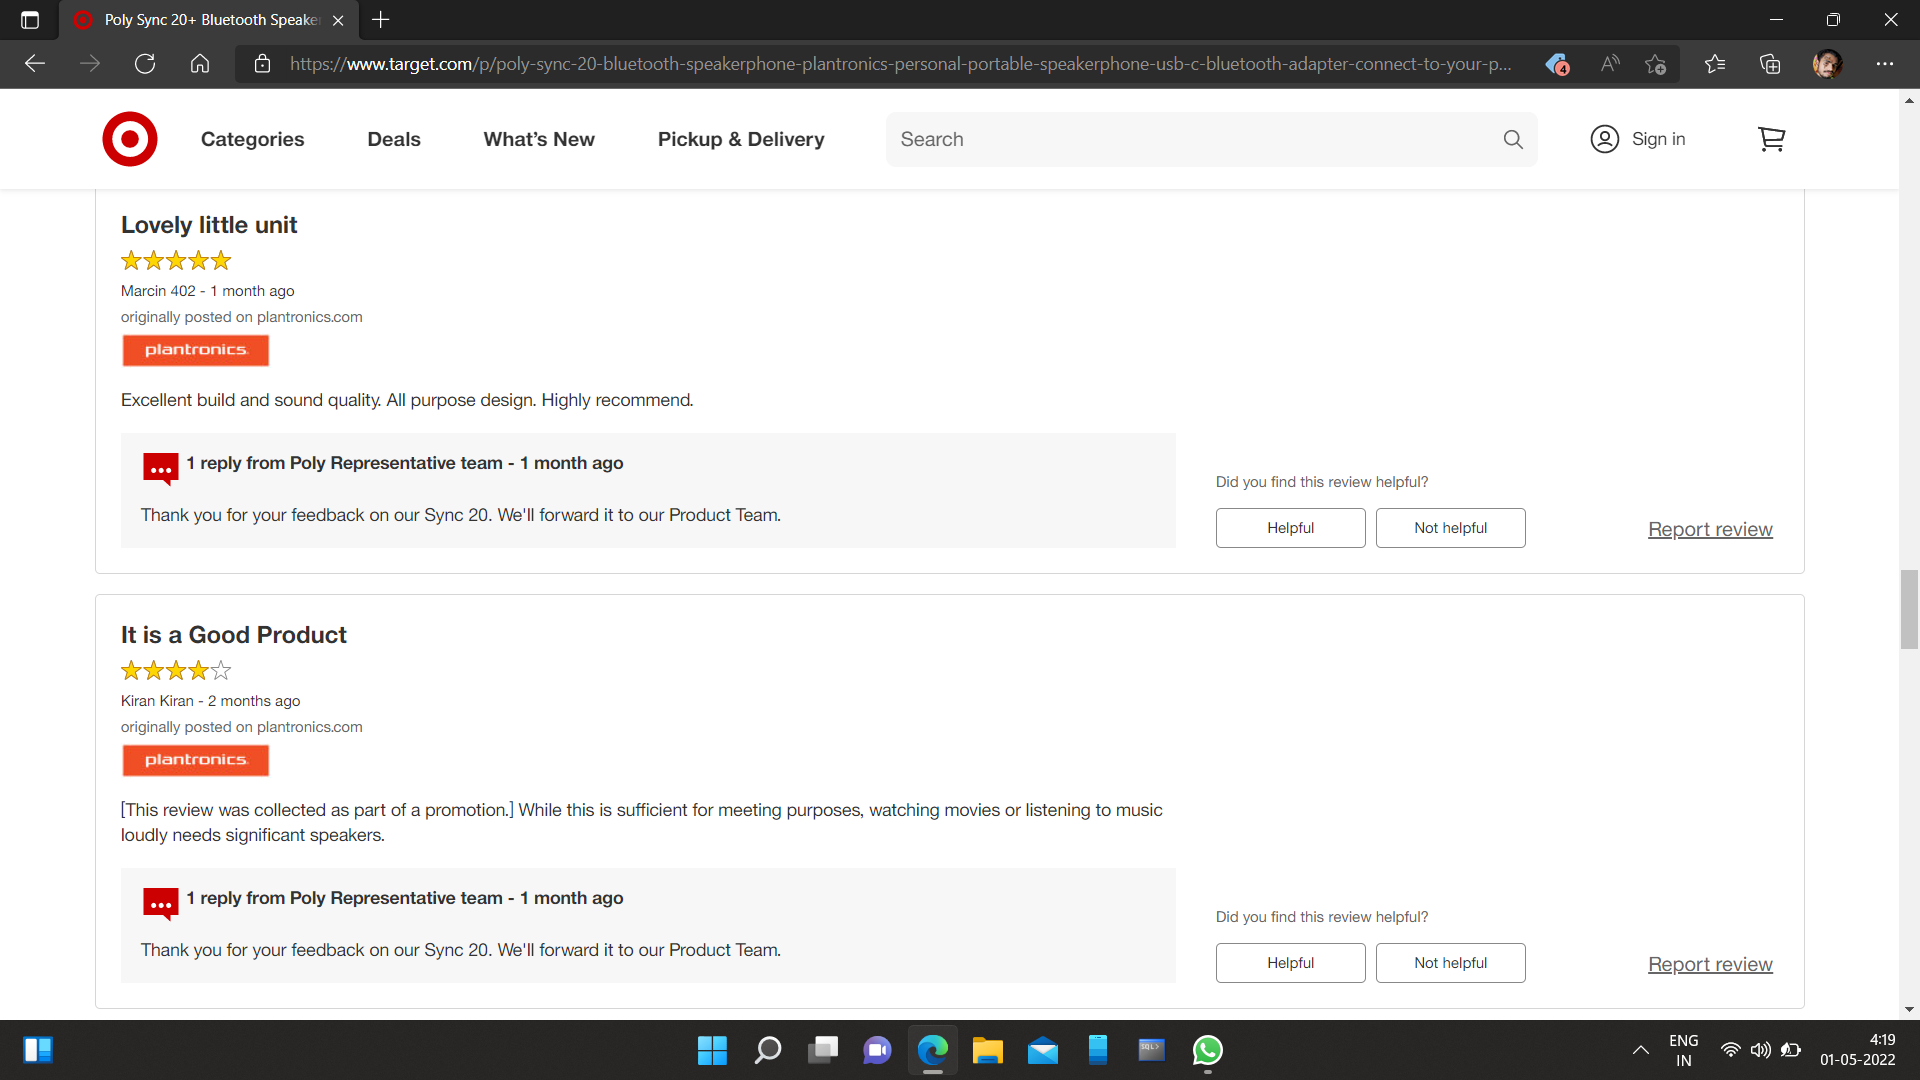 Poly Sync 20+ Bluetooth Speake
https://www.target.com/p/poly-sync-20-bluetooth-speakerphone-plantronics-personal-portable-speakerphone-usb-c-bluetooth-adapter-connect-to-your-p...
4
Categories
Deals
What's New
Pickup & Delivery
Search
Sign in
Lovely little unit
Marcin 402 - 1 month ago
originally posted on plantronics.com
plantronics.
Excellent build and sound quality. All purpose design. Highly recommend.
1 reply from Poly Representative team - 1 month ago
Thank you for your feedback on our Sync 20. We'll forward it to our Product Team.
Did you find this review helpful?
Helpful
Not helpful
Report review
It is a Good Product
Kiran Kiran - 2 months ago
originally posted on plantronics.com
plantronics.
[This review was collected as part of a promotion.] While this is sufficient for meeting purposes, watching movies or listening to music
loudly needs significant speakers.
1 reply from Poly Representative team - 1 month ago
Thank you for your feedback on our Sync 20. We'll forward it to our Product Team.
Did you find this review helpful?
Helpful
Not helpful
Report review
SQL>
ENG
IN
4:19
01-05-2022